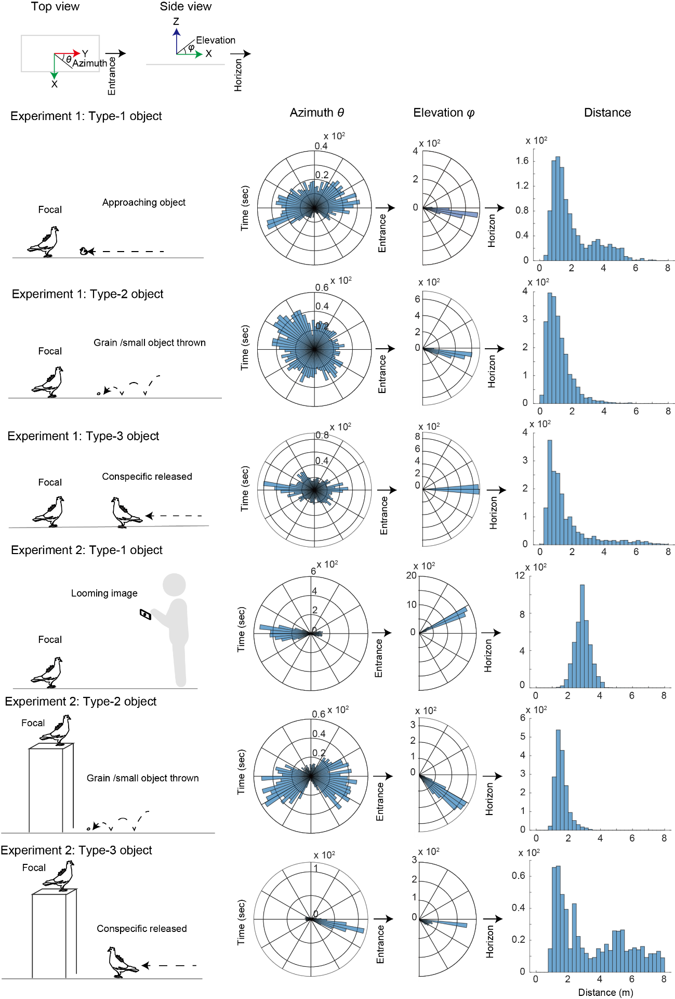 Top view
Side view
Z
Elevation
φ
X
Y
θ
Azimuth
X
Entrance
Horizon
Experiment 1: Type-1 object
Azimuth θ
Elevation φ
Distance
Focal
Approaching object
Time (sec)
x 10²
0.4
0.2
Entrance
x 10²
4
2
0
Horizon
x 10²
1.6
1.2
0.8
0.4
0
0 2 4 6 8
Experiment 1: Type-2 object
Focal
Grain /small object thrown
Time (sec)
0.6 x 10²
0.4
0.2
Entrance
x 10²
6
4
2
0
Horizon
x 10²
4
3
2
1
0
0 2 4 6 8
Experiment 1: Type-3 object
Focal
Conspecific released
Time (sec)
x 10²
0.8
0.4
Entrance
x 10²
8
6
4
2
0
Horizon
x 10²
4
3
2
1
0
0 2 4 6 8
Experiment 2: Type-1 object
Looming image
Focal
Time (sec)
6 x 10²
4
2
0
Entrance
x 10²
20
10
0
Horizon
x 10²
12
8
4
0
0 2 4 6 8
Experiment 2: Type-2 object
Focal
Grain /small object thrown
Time (sec)
0.6 x 10²
0.4
0.2
Entrance
x 10²
3
2
1
0
Horizon
x 10²
6
5
4
3
2
1
0
0 2 4 6 8
Experiment 2: Type-3 object
Focal
Conspecific released
Time (sec)
x 10²
1
0
Entrance
x 10²
3
2
1
0
Horizon
x 10²
0.6
0.4
0.2
0
0 2 4 6 8
Distance (m)